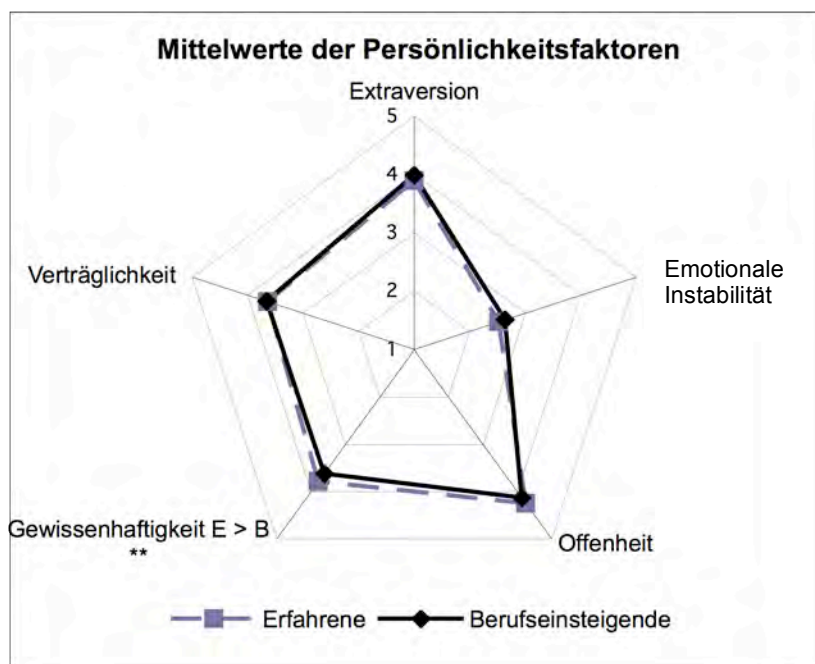 Mittelwerte der Persönlichkeitsfaktoren
Extraversion
5
4
3
2
1
Emotionale
Instabilität
Verträglichkeit
Gewissenhaftigkeit E > B
**
Offenheit
Erfahrene
Berufseinsteigende